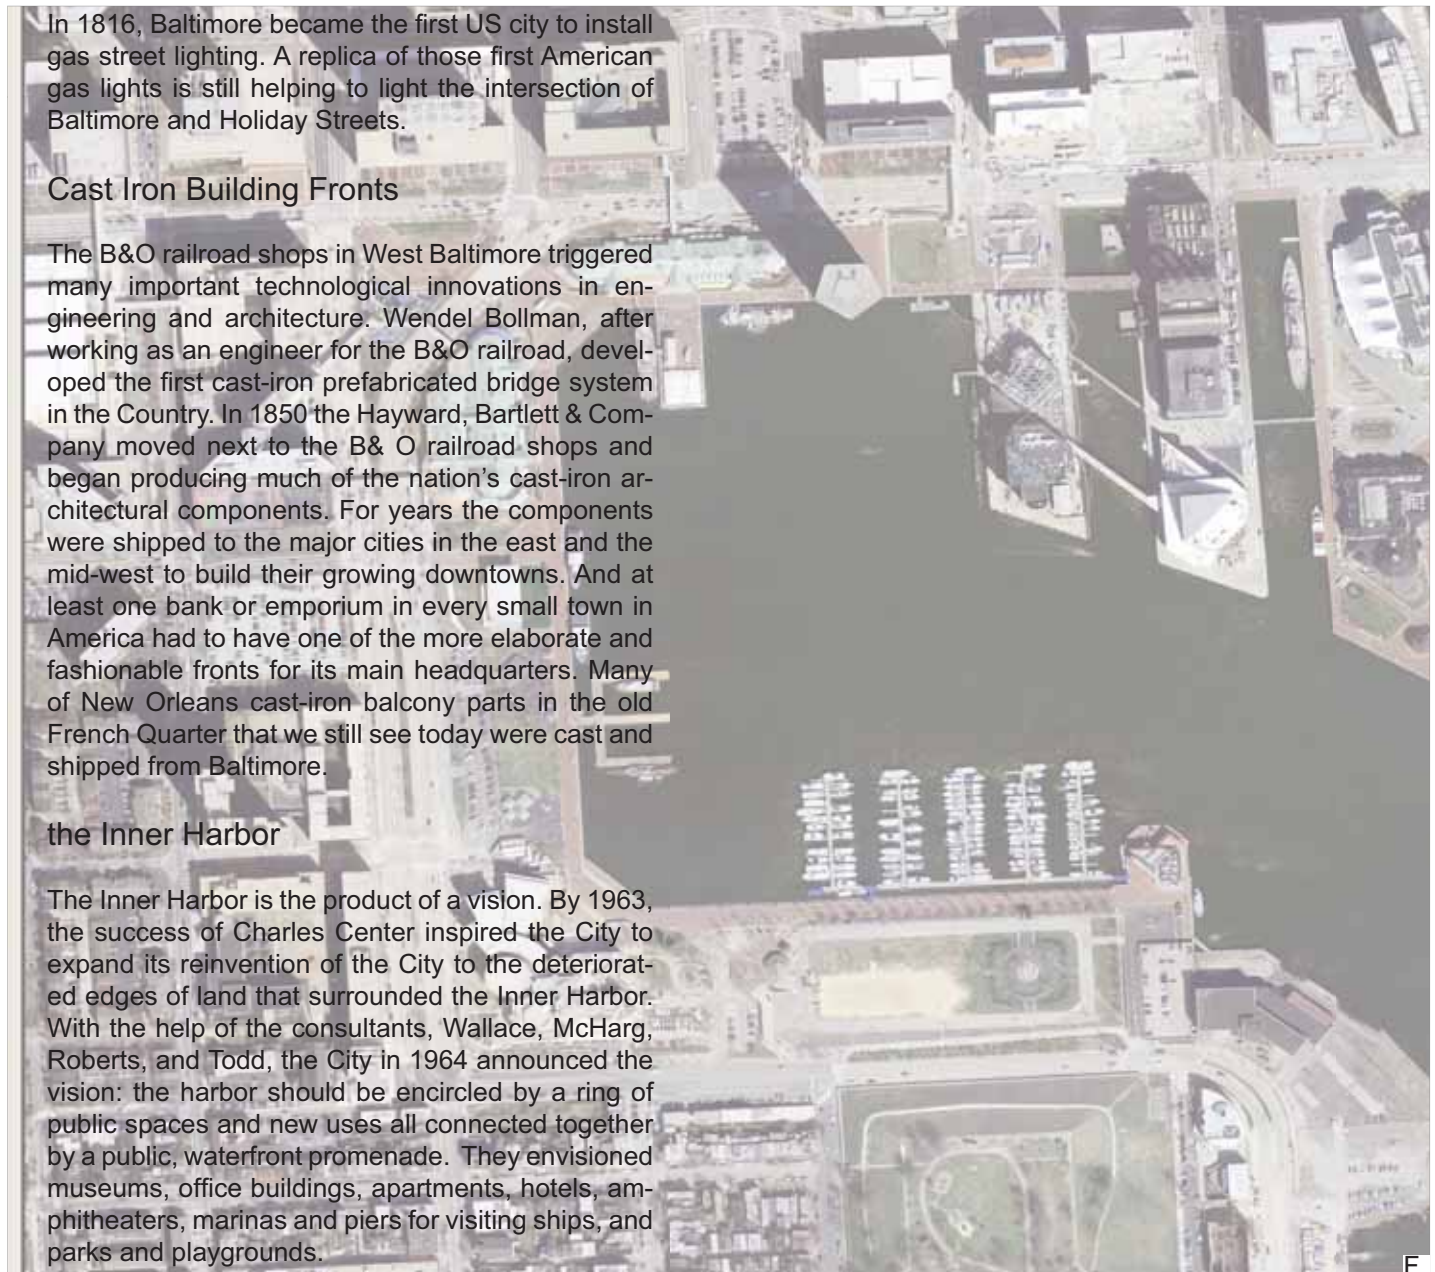 In 1816, Baltimore became the first US city to install
gas street lighting. A replica of those first American
gas lights is still helping to light the intersection of
Baltimore and Holiday Streets.
Cast Iron Building Fronts
The B&O railroad shops in West Baltimore triggered
many important technological innovations in en-
gineering and architecture. Wendel Bollman, after
working as an engineer for the B&O railroad, devel-
oped the first cast-iron prefabricated bridge system
in the Country. In 1850 the Hayward, Bartlett & Com-
pany moved next to the B& O railroad shops and
began producing much of the nation's cast-iron ar-
chitectural components. For years the components
were shipped to the major cities in the east and the
mid-west to build their growing downtowns. And at
least one bank or emporium in every small town in
America had to have one of the more elaborate and
fashionable fronts for its main headquarters. Many
of New Orleans cast-iron balcony parts in the old
French Quarter that we still see today were cast and
shipped from Baltimore.
the Inner Harbor
The Inner Harbor is the product of a vision. By 1963,
the success of Charles Center inspired the City to
expand its reinvention of the City to the deteriorat-
ed edges of land that surrounded the Inner Harbor.
With the help of the consultants, Wallace, McHarg,
Roberts, and Todd, the City in 1964 announced the
vision: the harbor should be encircled by a ring of
public spaces and new uses all connected together
by a public, waterfront promenade. They envisioned
museums, office buildings, apartments, hotels, am-
phitheaters, marinas and piers for visiting ships, and
parks and playgrounds.